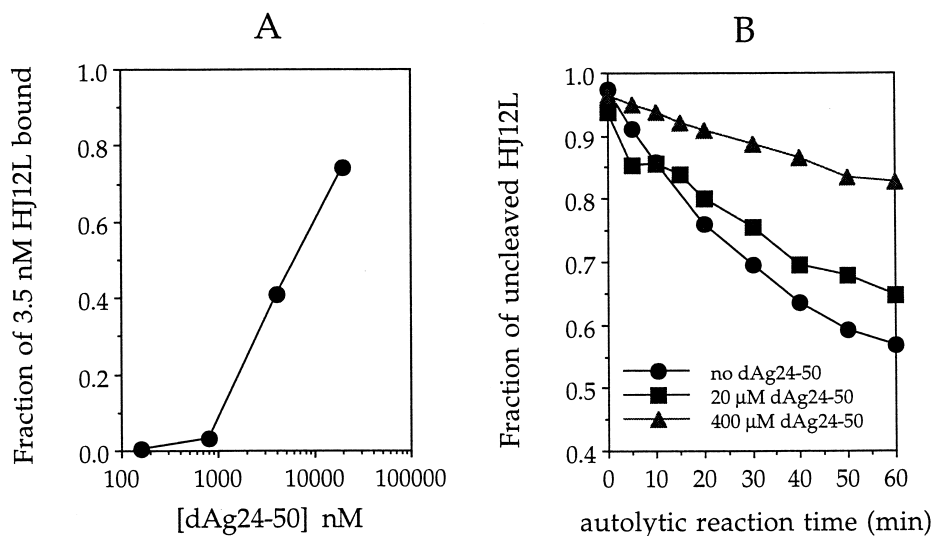 A
Fraction of 3.5 nM HJ12L bound
1.0
0.8
0.6
0.4
0.2
0.0
100 1000 10000 100000
[dAg24-50] nM
B
Fraction of uncleaved HJ12L
1.0
0.9
0.8
0.7
0.6
0.5
0.4
no dAg24-50
20 µM dAg24-50
400 µM dAg24-50
0 10 20 30 40 50 60
autolytic reaction time (min)